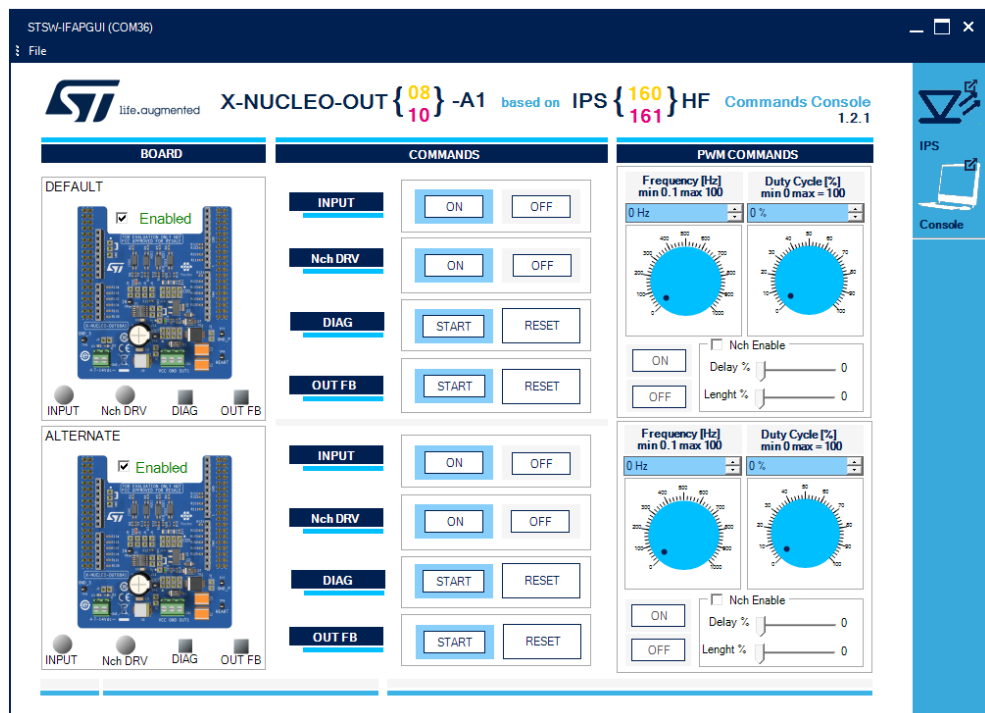 STSW-IFAPGUI (COM36)
File
ST life.augmented
X-NUCLEO-OUT {08 10} -A1 based on IPS {160 161} HF Commands Console
1.2.1
IPS
Console
BOARD COMMANDS PWM COMMANDS
DEFAULT
Enabled
INPUT Nch DRV DIAG OUT FB
INPUT ON OFF
Nch DRV ON OFF
DIAG START RESET
OUT FB START RESET
Frequency [Hz] Duty Cycle [%]
min 0.1 max 100 min 0 max = 100
0 Hz 0 %
ON
OFF
Nch Enable
Delay % 0
Lenght % 0
ALTERNATE
Enabled
INPUT Nch DRV DIAG OUT FB
INPUT ON OFF
Nch DRV ON OFF
DIAG START RESET
OUT FB START RESET
Frequency [Hz] Duty Cycle [%]
min 0.1 max 100 min 0 max = 100
0 Hz 0 %
ON
OFF
Nch Enable
Delay % 0
Lenght % 0